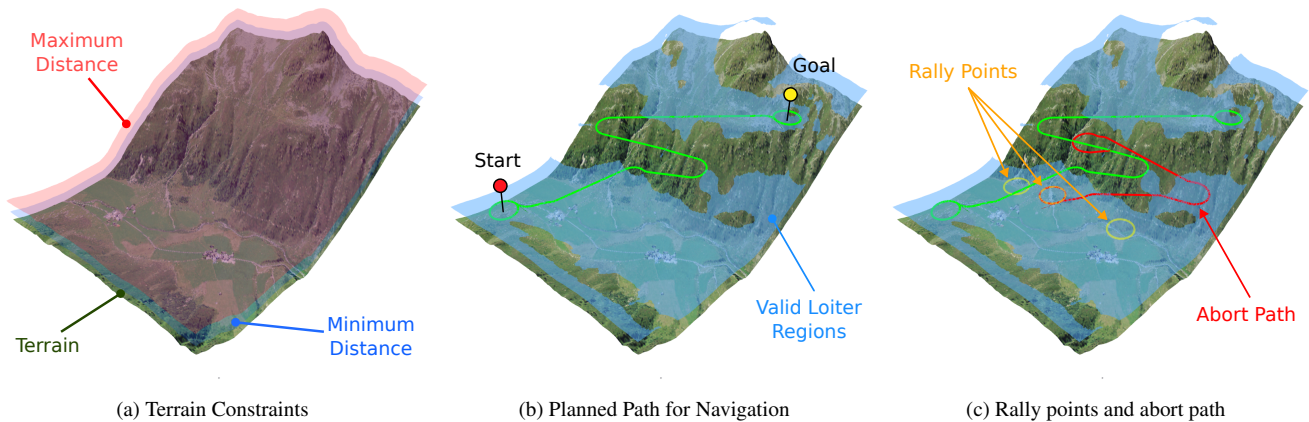 Maximum
Distance
Terrain
Minimum
Distance
(a) Terrain Constraints
Start
Goal
Valid Loiter
Regions
(b) Planned Path for Navigation
Rally Points
Abort Path
(c) Rally points and abort path